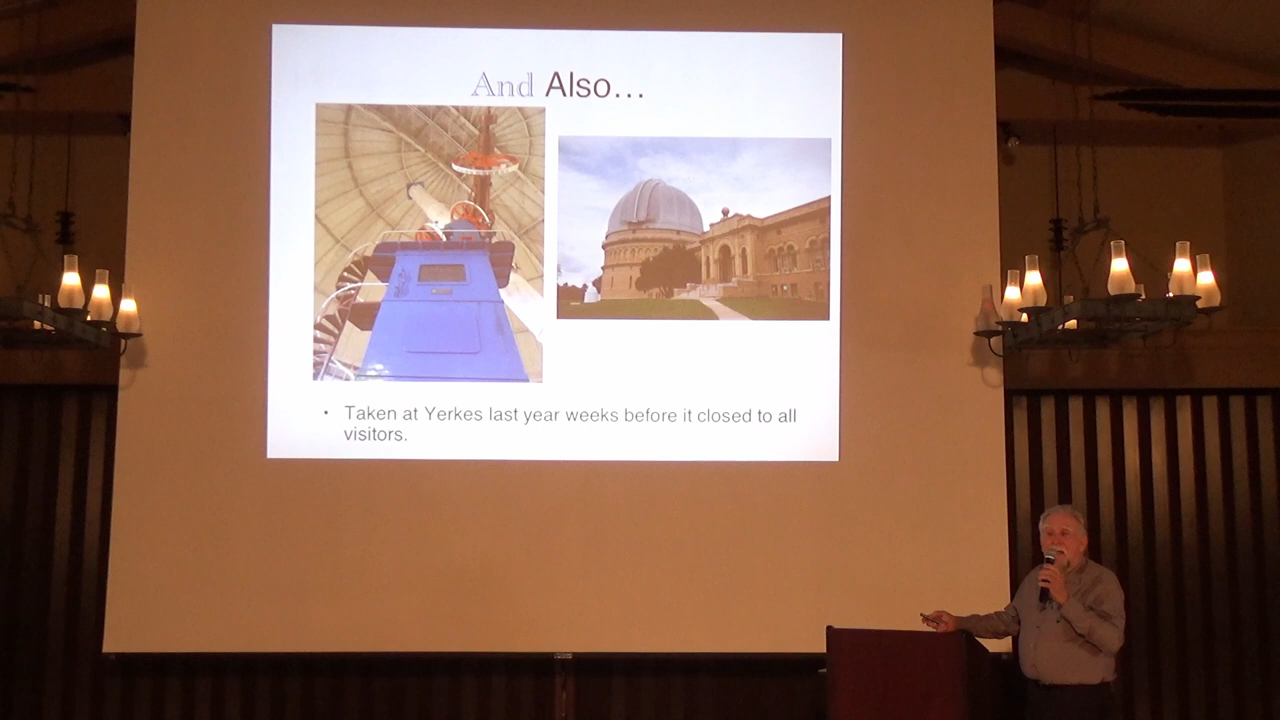 And Also...
• Taken at Yerkes last year weeks before it closed to all
visitors.